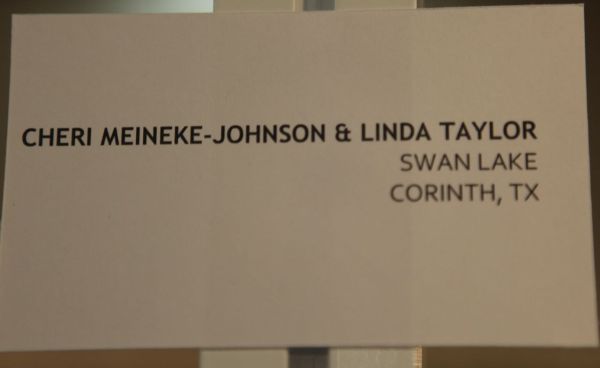 CHERI MEINEKE-JOHNSON & LINDA TAYLOR
SWAN LAKE
CORINTH, TX